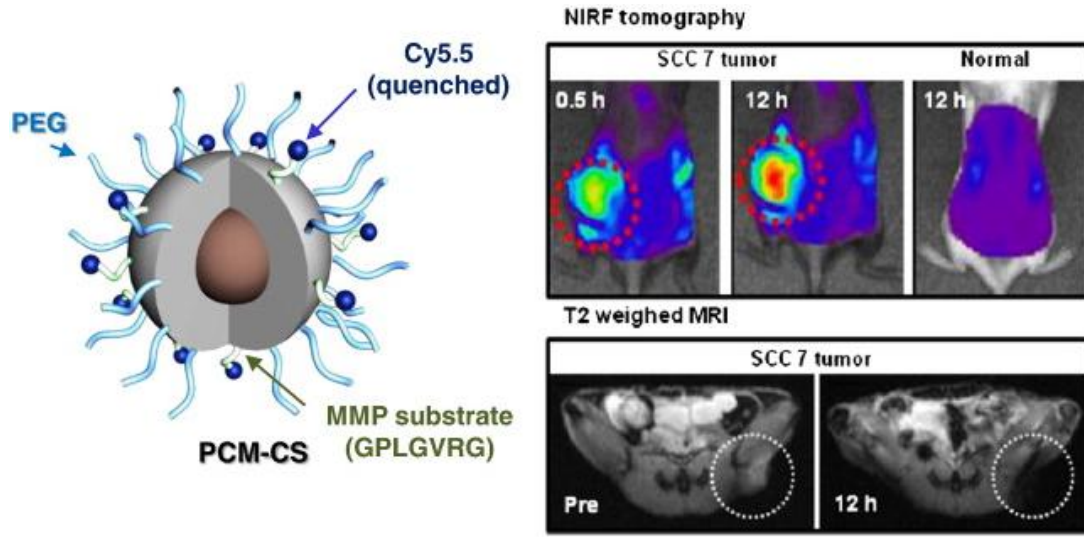 Cy5.5
(quenched)
PEG
MMP substrate
(GPLGVRG)
PCM-CS
NIRF tomography
SCC 7 tumor
Normal
0.5 h
12 h
12 h
T2 weighed MRI
SCC 7 tumor
Pre
12 h